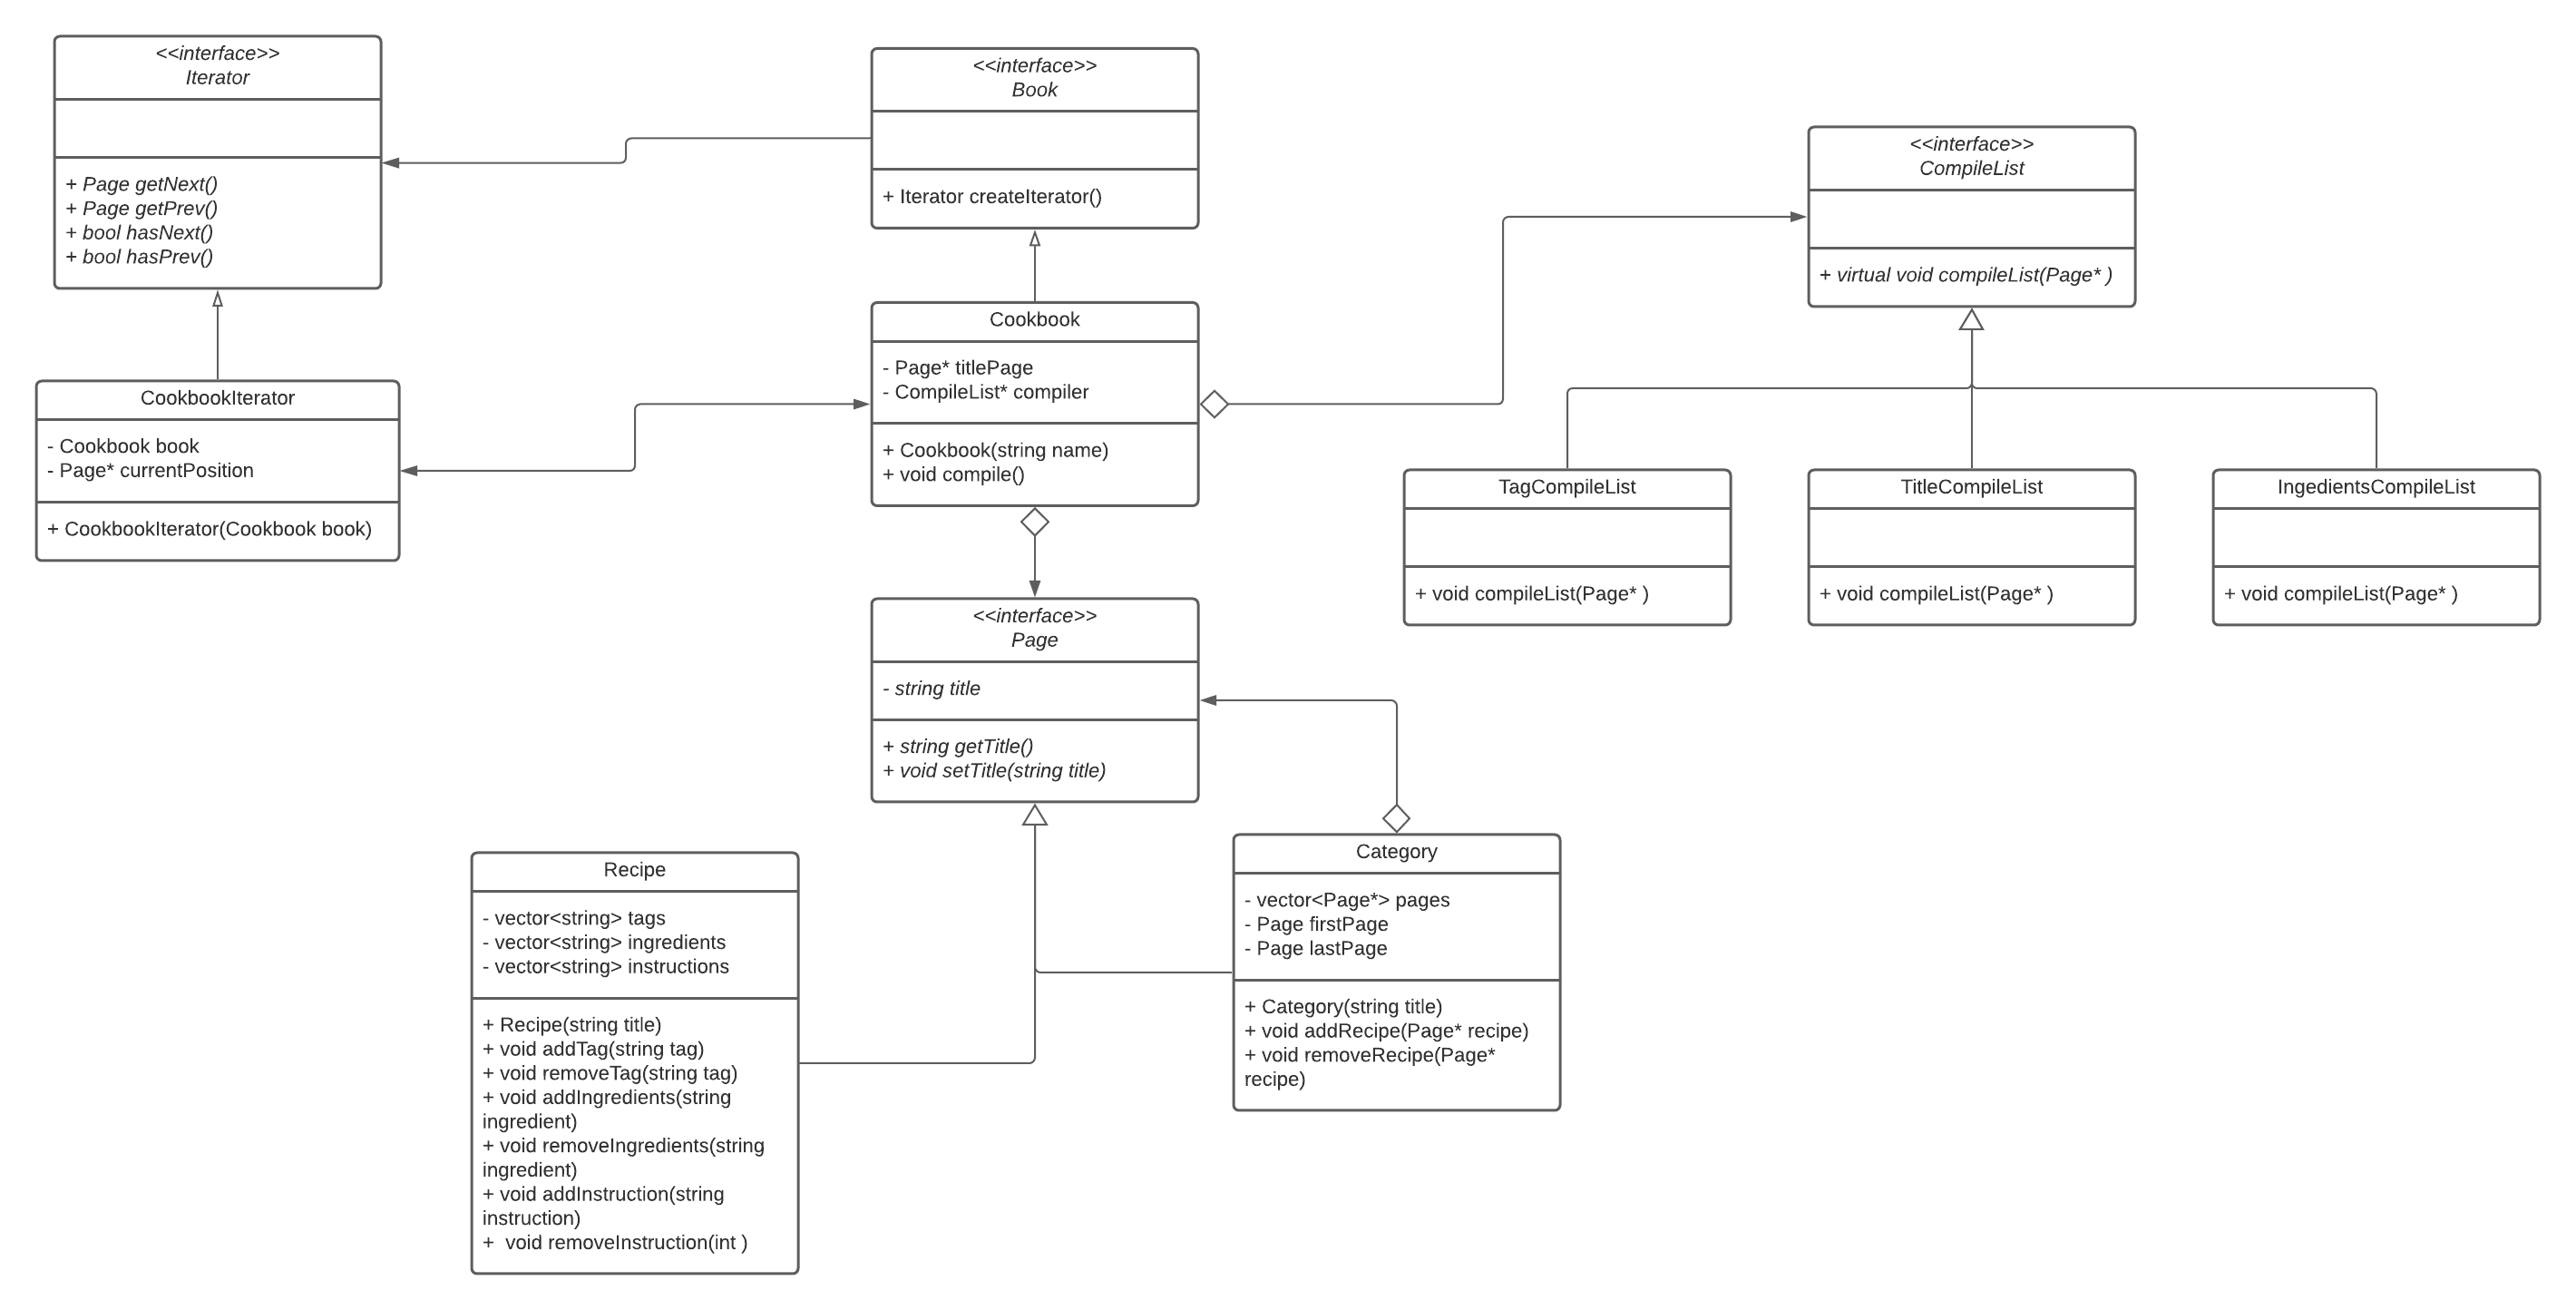 <<interface>>
Iterator
+ Page getNext()
+ Page getPrev()
+ bool hasNext()
+ bool hasPrev()
<<interface>>
Book
+ Iterator createIterator()
<<interface>>
CompileList
+ virtual void compileList(Page* )
CookbookIterator
- Cookbook book
- Page* currentPosition
+ CookbookIterator(Cookbook book)
Cookbook
- Page* titlePage
- CompileList* compiler
+ Cookbook(string name)
+ void compile()
TagCompileList
+ void compileList(Page* )
TitleCompileList
+ void compileList(Page* )
IngedientsCompileList
+ void compileList(Page* )
<<interface>>
Page
- string title
+ string getTitle()
+ void setTitle(string title)
Recipe
- vector<string> tags
- vector<string> ingredients
- vector<string> instructions
+ Recipe(string title)
+ void addTag(string tag)
+ void removeTag(string tag)
+ void addIngredients(string
ingredient)
+ void removeIngredients(string
ingredient)
+ void addInstruction(string
instruction)
+  void removeInstruction(int )
Category
- vector<Page*> pages
- Page firstPage
- Page lastPage
+ Category(string title)
+ void addRecipe(Page* recipe)
+ void removeRecipe(Page*
recipe)